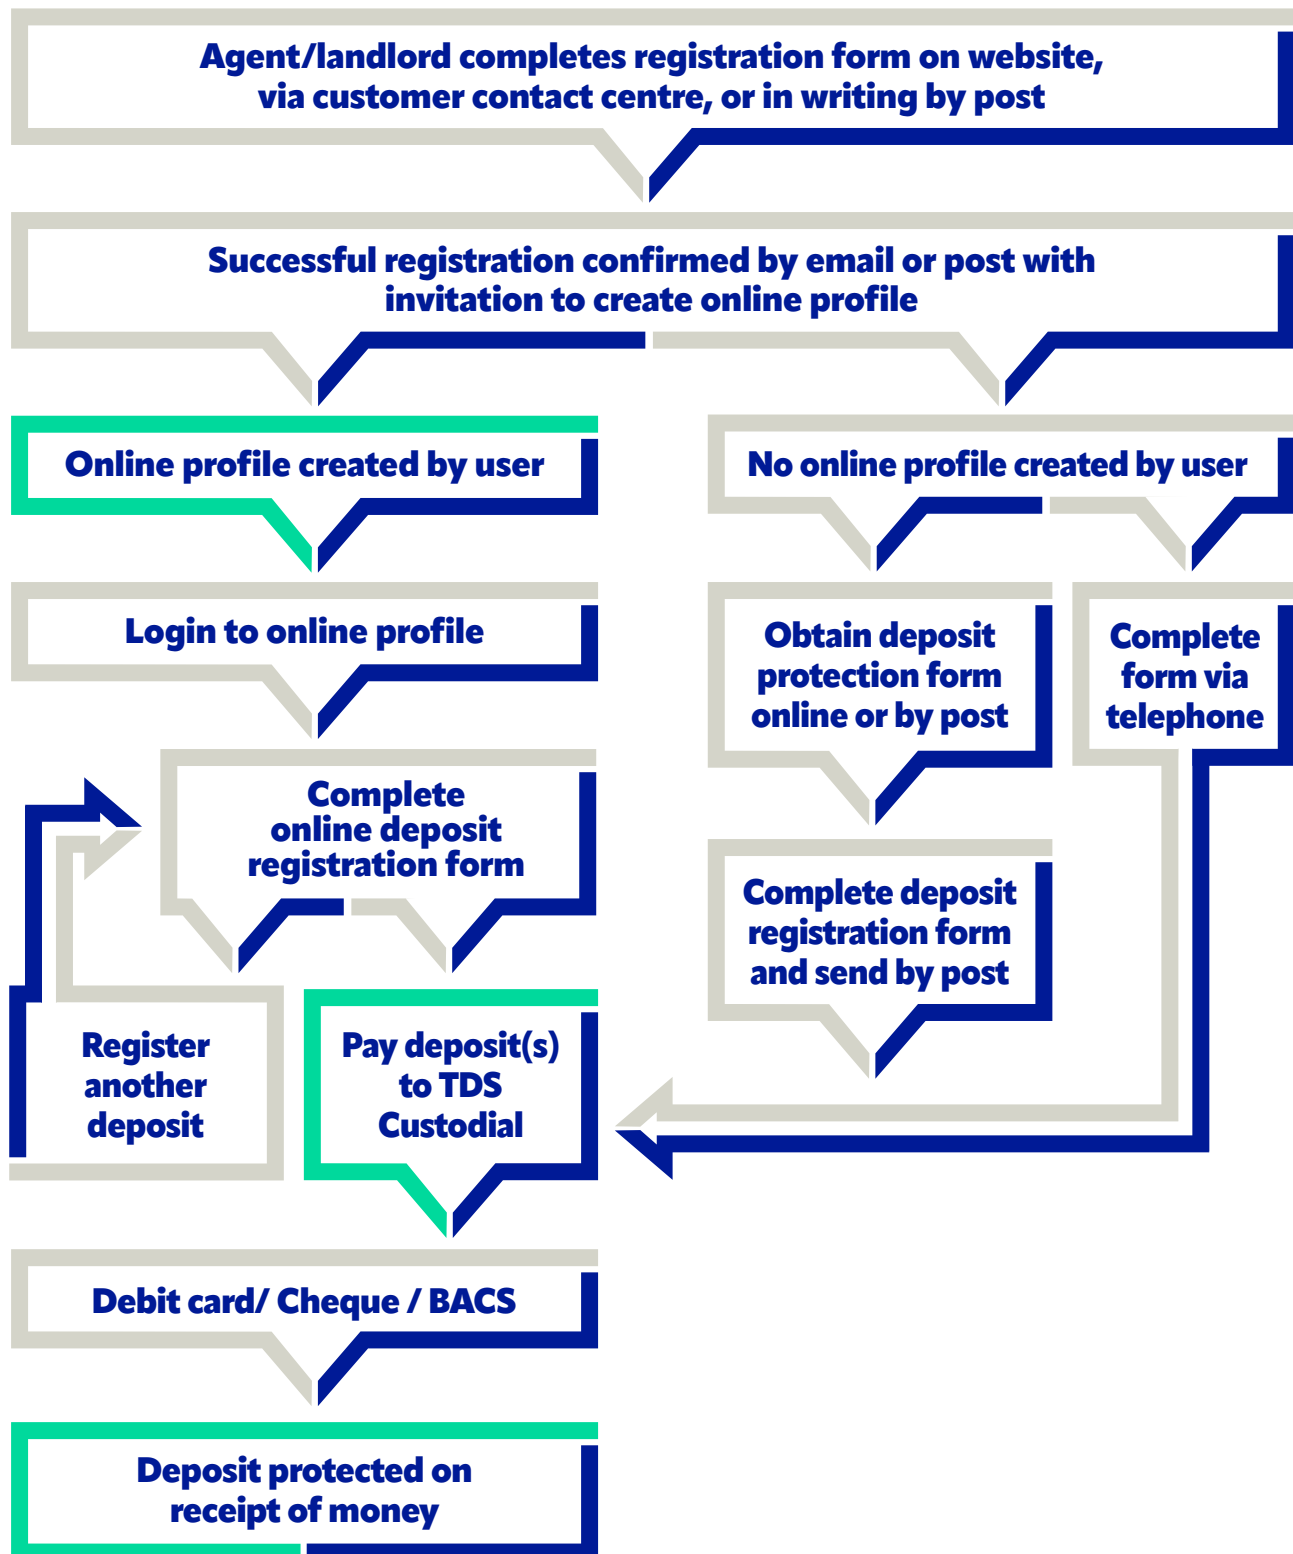 Agent/landlord completes registration form on website,
via customer contact centre, or in writing by post
Successful registration confirmed by email or post with
invitation to create online profile
Online profile created by user
No online profile created by user
Login to online profile
Obtain deposit
protection form
online or by post
Complete
form via
telephone
Complete
online deposit
registration form
Complete deposit
registration form
and send by post
Register
another
deposit
Pay deposit(s)
to TDS
Custodial
Debit card/ Cheque / BACS
Deposit protected on
receipt of money